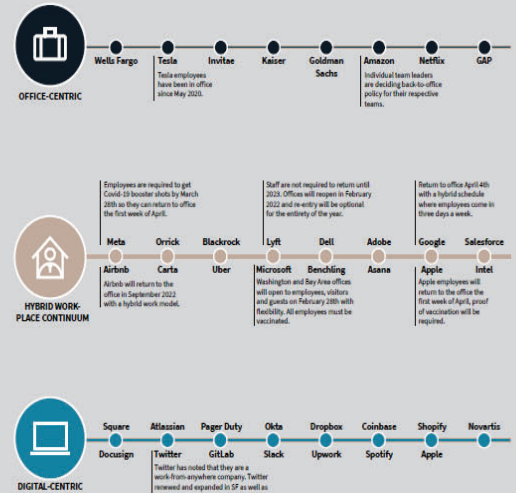 Wells Fargo Tesla Invitae Kaiser Goldman Sachs Amazon Netflix GAP
Tesla employees
have been in office
since May 2020.
Individual team leaders
are deciding back-to-office
policy for their respective
teams.
OFFICE-CENTRIC
Employees are required to get
Covid-19 booster shots by March
28th so they can return to office
the first week of April.
Staff are not required to return until
2023. Offices will reopen in February
2022 and re-entry will be optional
for the entirety of the year.
Return to office April 4th
with a hybrid schedule
where employees come in
three days a week.
Meta Orrick Blackrock Lyft Dell Adobe Google Salesforce
Airbnb Carta Uber Microsoft Benchling Asana Apple Intel
Airbnb will return to the
office in September 2022
with a hybrid work model.
Washington and Bay Area offices
will open to employees, visitors
and guests on February 28th with
flexibility. All employees must be
vaccinated.
Apple employees will
return to the office the
first week of April, proof
of vaccination will be
required.
HYBRID WORK-
PLACE CONTINUUM
Square Atlassian Pager Duty Okta Dropbox Coinbase Shopify Novartis
Docusign Twitter GitLab Slack Upwork Spotify Apple
Twitter has noted that they are a
work-from-anywhere company. Twitter
renewed and expanded in SF as well as
DIGITAL-CENTRIC